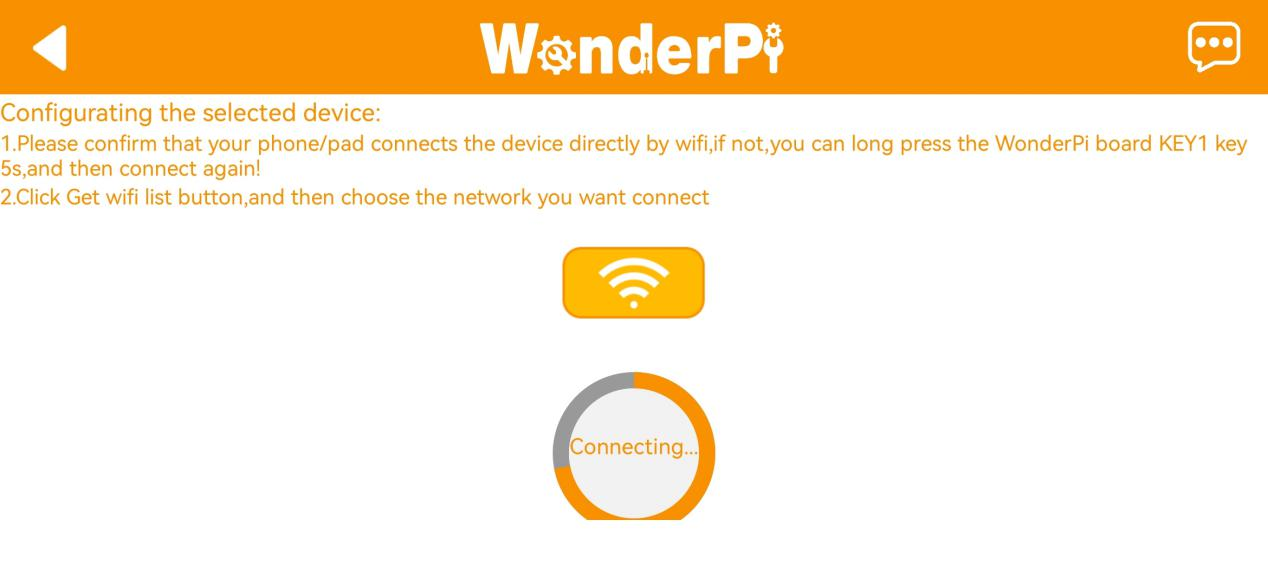 WonderPi
Configurating the selected device:
1.Please confirm that your phone/pad connects the device directly by wifi,if not,you can long press the WonderPi board KEY1 key
5s,and then connect again!
2.Click Get wifi list button,and then choose the network you want connect
Connecting...